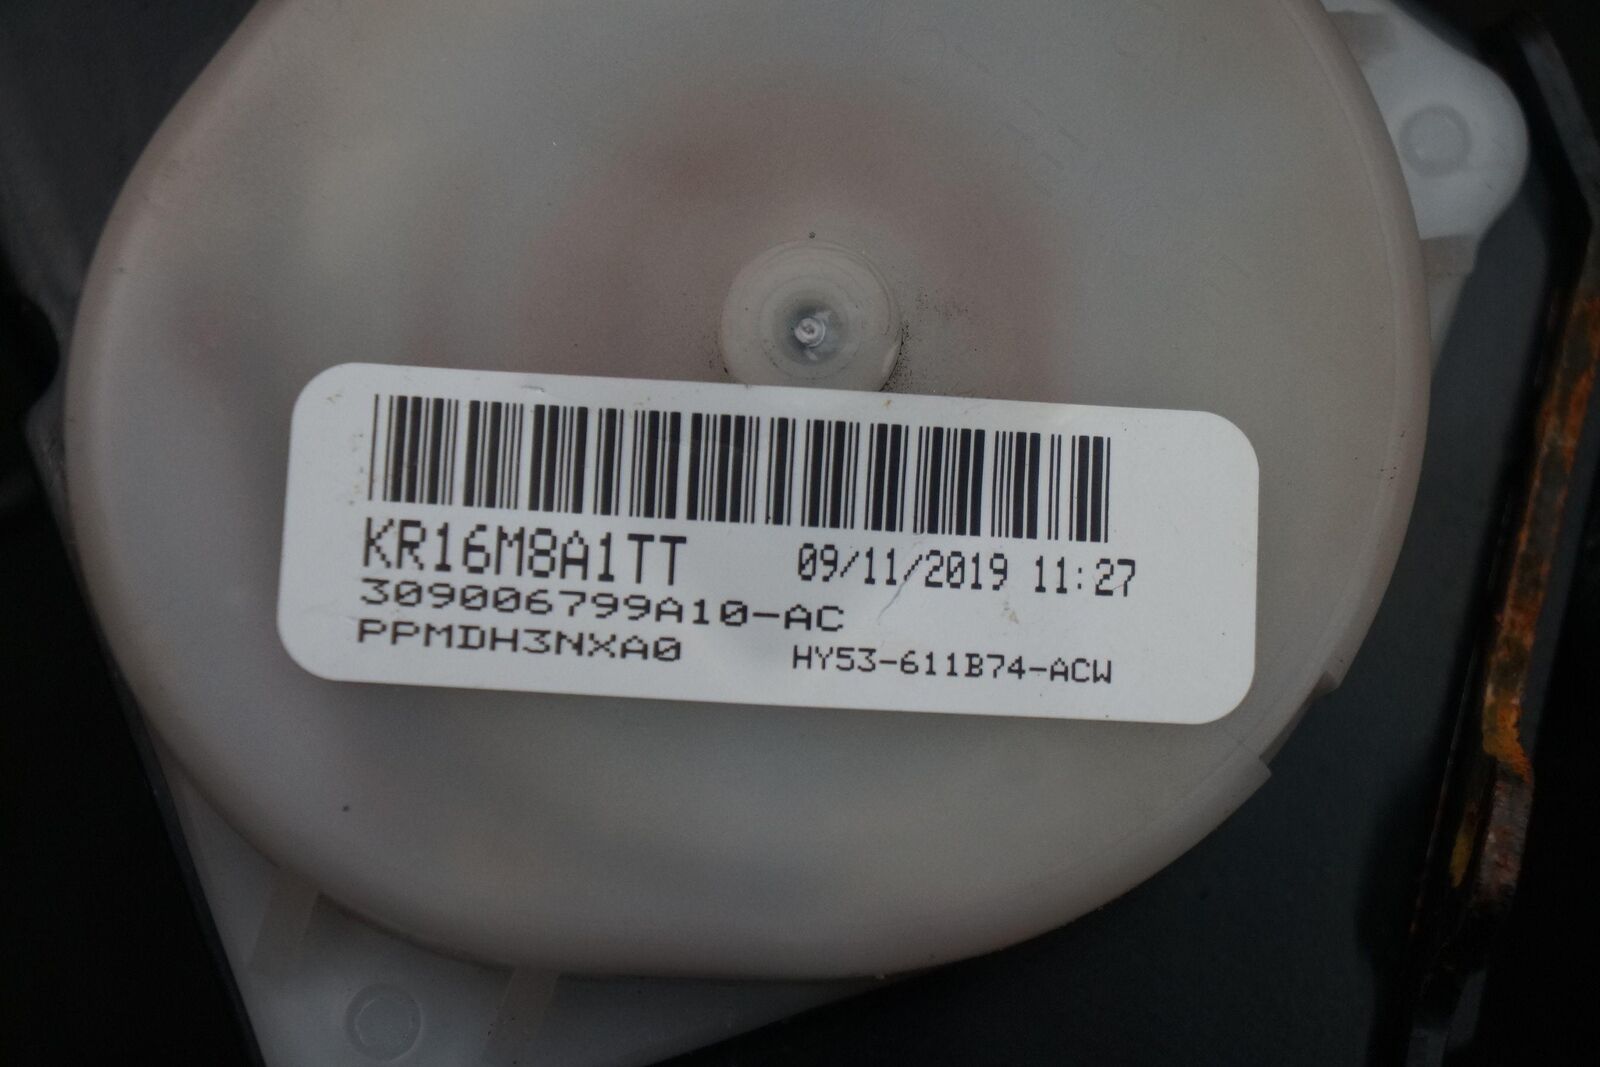 KR16M8A1TT 09/11/2019 11:27
309006799A10-AC
PPMDH3NXA0 HY53-611B74-ACW